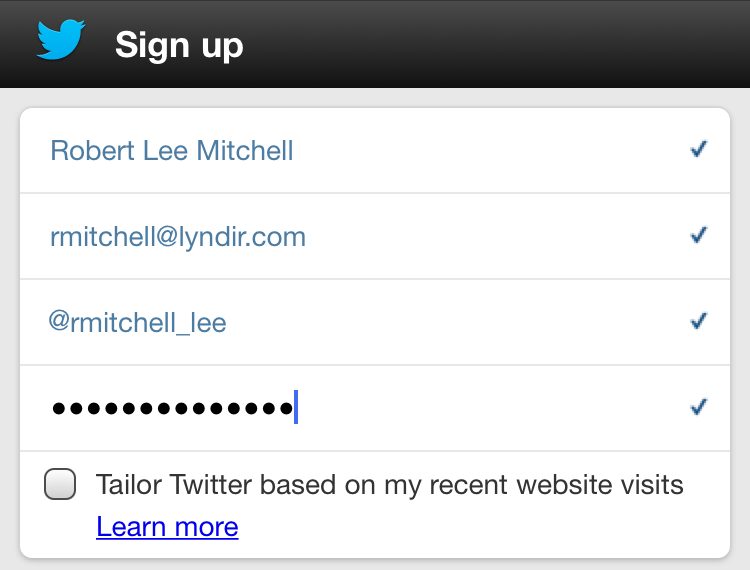 Sign up
Robert Lee Mitchell
rmitchell@lyndir.com
@rmitchell_lee
••••••••••••••
Tailor Twitter based on my recent website visits
Learn more